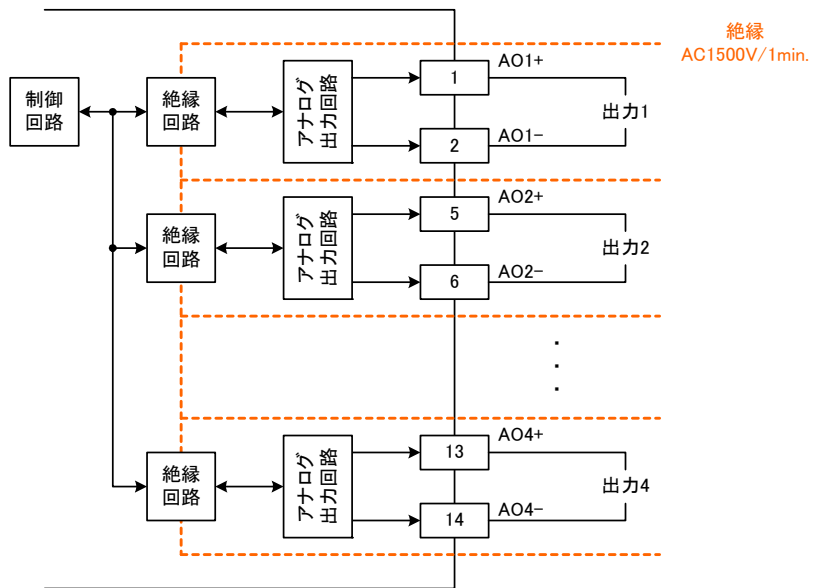 絶縁
AC1500V/1min.
制御
回路
絶縁
回路
アナログ
出力回路
1
AO1+
2
AO1-
出力1
絶縁
回路
アナログ
出力回路
5
AO2+
6
AO2-
出力2
・
・
・
絶縁
回路
アナログ
出力回路
13
AO4+
14
AO4-
出力4